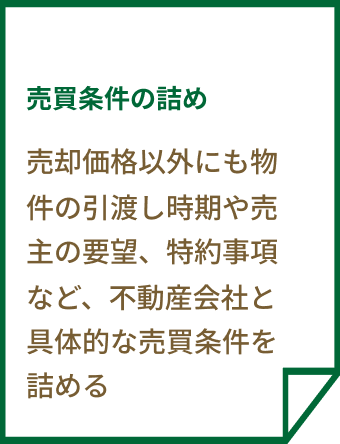 売買条件の詰め
売却価格以外にも物
件の引渡し時期や売
主の要望、特約事項
など、不動産会社と
具体的な売買条件を
詰める